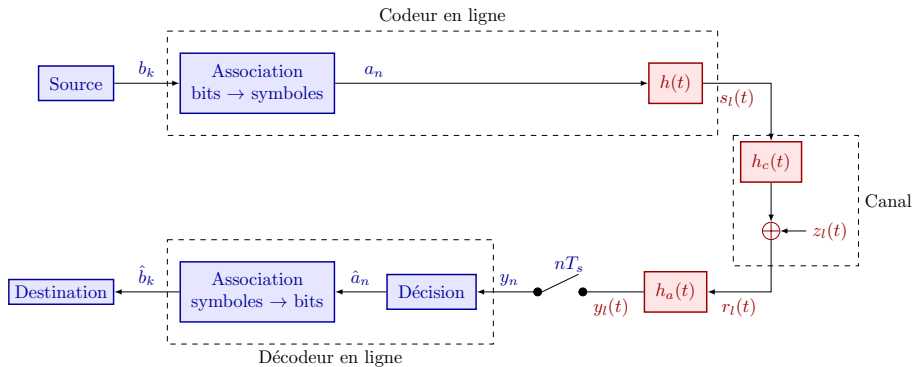 Codeur en ligne
Source
b_k
Association
bits → symboles
a_n
h(t)
s_l(t)
h_c(t)
Canal
z_l(t)
Destination
b̂_k
Association
symboles → bits
â_n
Décision
y_n
nT_s
y_l(t)
h_a(t)
r_l(t)
Décodeur en ligne